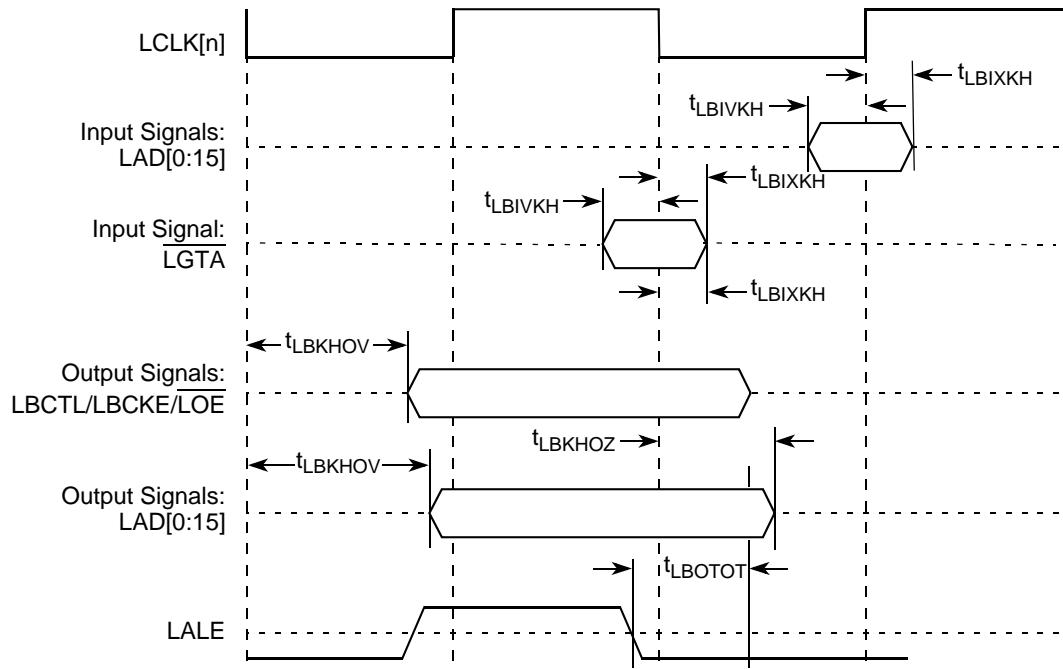 LCLK[n]
tLBIXKH
tLBIVKH
Input Signals:
LAD[0:15]
tLBIXKH
tLBIVKH
Input Signal:
LGTA
tLBIXKH
tLBKHOV
Output Signals:
LBCTL/LBCKE/LOE
tLBKHOZ
tLBKHOV
Output Signals:
LAD[0:15]
tLBOTOT
LALE